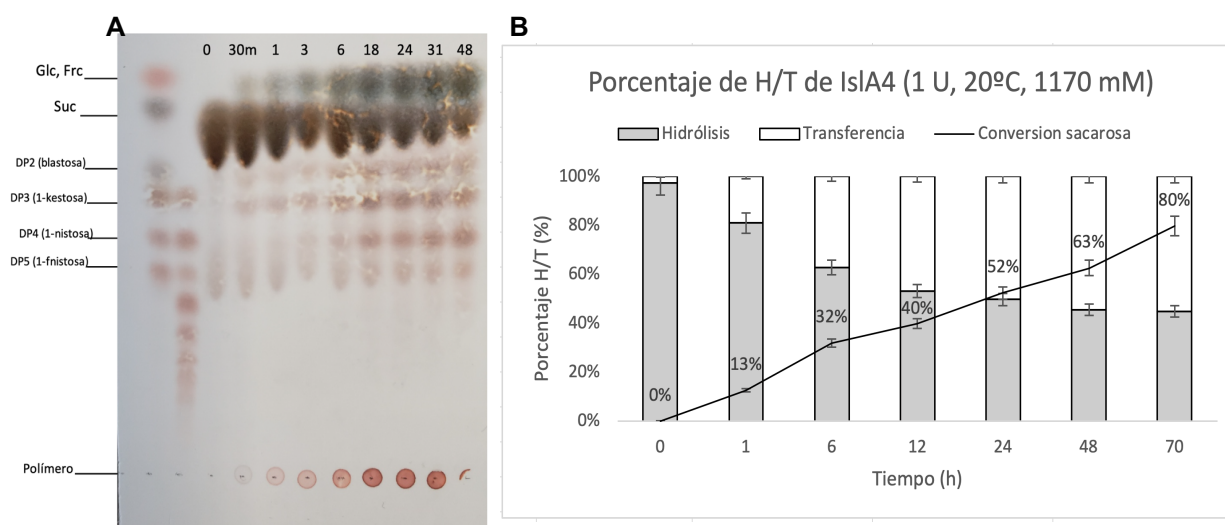 A
0 30m 1 3 6 18 24 31 48
Glc, Frc
Suc
DP2 (blastosa)
DP3 (1-kestosa)
DP4 (1-nistosa)
DP5 (1-fnistosa)
Polímero
B
Porcentaje de H/T de IslA4 (1 U, 20ºC, 1170 mM)
Hidrólisis Transferencia Conversion sacarosa
Porcentaje H/T (%)
100%
80%
60%
40%
20%
0%
0%
13%
32%
40%
52%
63%
80%
0 1 6 12 24 48 70
Tiempo (h)